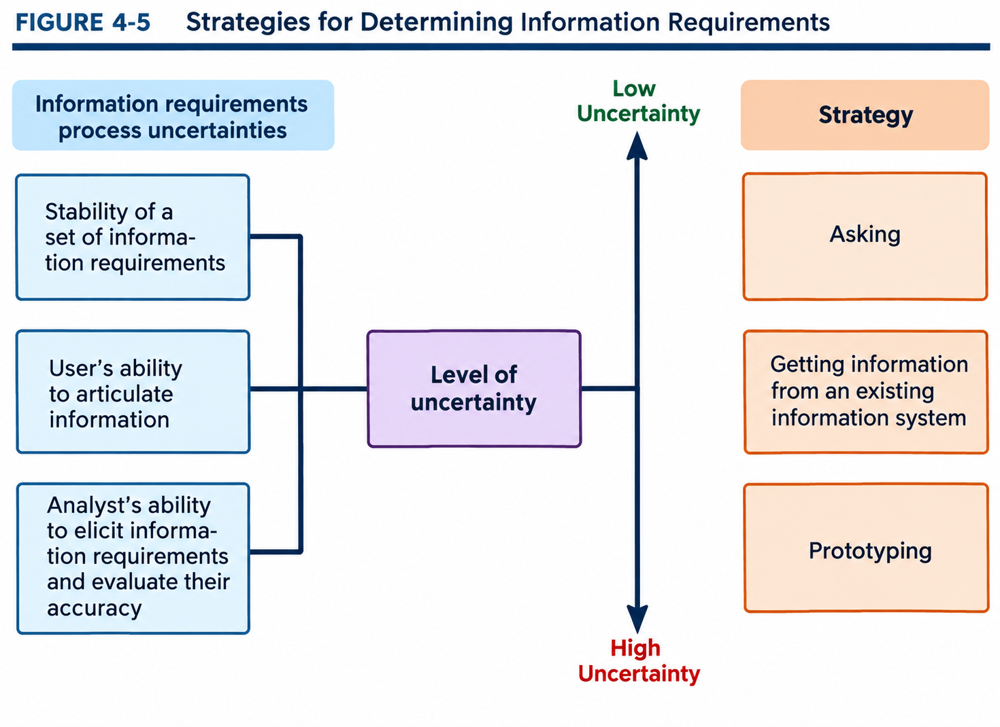 FIGURE 4-5 Strategies for Determining Information Requirements
Information requirements
process uncertainties
Stability of a
set of informa-
tion requirements
User’s ability
to articulate
information
Analyst’s ability
to elicit informa-
tion requirements
and evaluate their
accuracy
Level of
uncertainty
Low
Uncertainty
High
Uncertainty
Strategy
Asking
Getting information
from an existing
information system
Prototyping